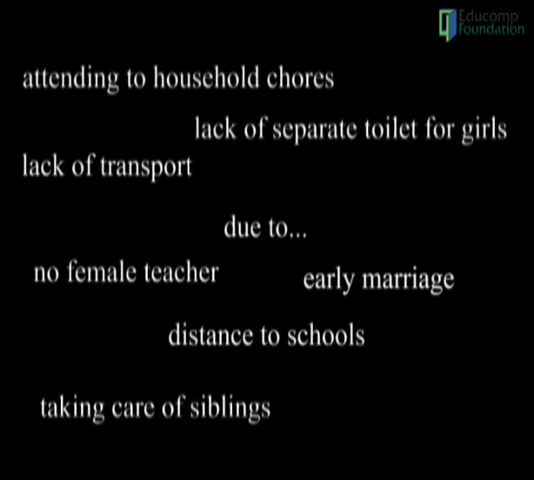 Educomp
Foundation
attending to household chores
lack of separate toilet for girls
lack of transport
due to...
no female teacher
early marriage
distance to schools
taking care of siblings